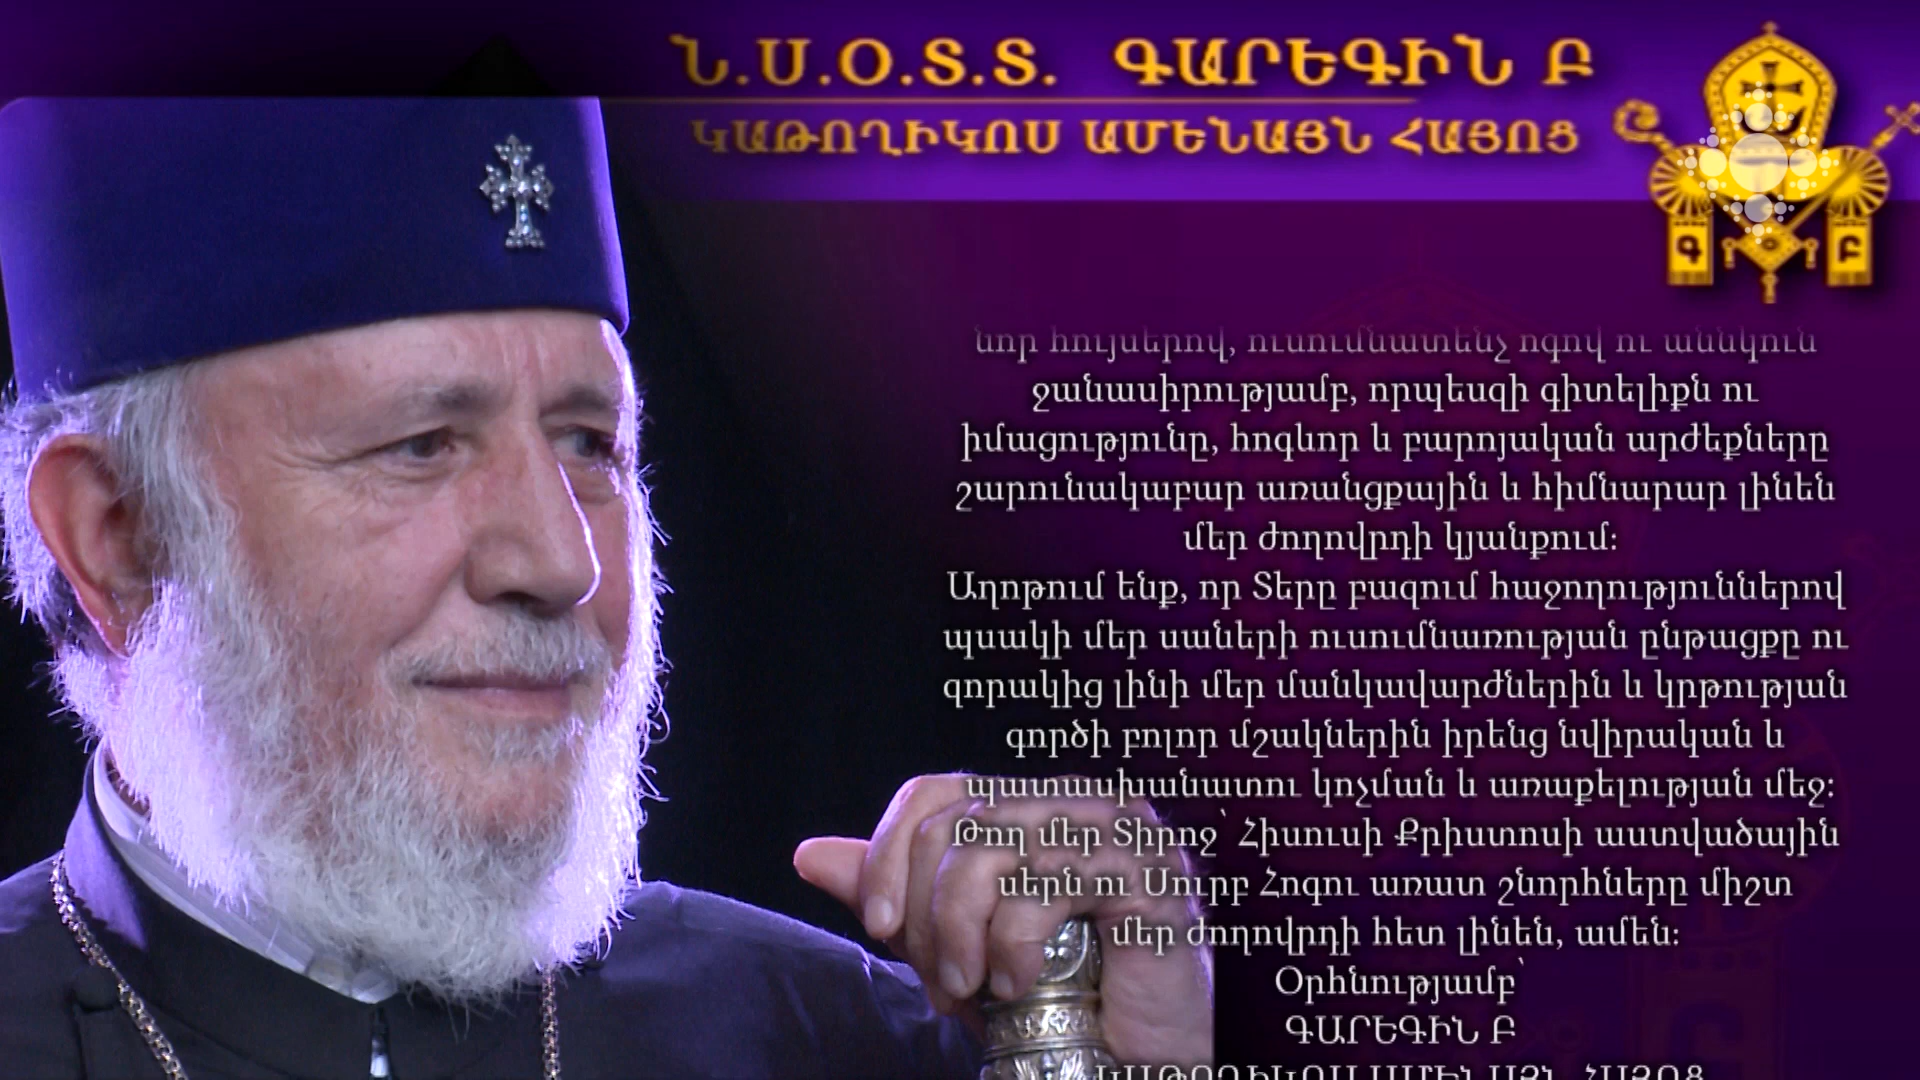 Ն.Ս.Օ.Տ.Տ. ԳԱՐԵԳԻՆ Բ
ԿԱԹՈՂԻԿՈՍ ԱՄԵՆԱՅՆ ՀԱՅՈՑ
Գ Բ
նոր հույսերով, ուսումնատենչ ոգով ու աննկուն
ջանասիրությամբ, որպեսզի գիտելիքն ու
իմացությունը, հոգևոր և բարոյական արժեքները
շարունակաբար առանցքային և հիմնարար լինեն
մեր ժողովրդի կյանքում:
Աղոթում ենք, որ Տերը բազում հաջողություններով
պսակի մեր սաների ուսումնառության ընթացքը ու
զորակից լինի մեր մանկավարժներին և կրթության
գործի բոլոր մշակներին իրենց նվիրական և
պատասխանատու կոչման և առաքելության մեջ:
Թող մեր Տիրոջ՝ Հիսուսի Քրիստոսի աստվածային
սերն ու Սուրբ Հոգու առատ շնորհները միշտ
մեր ժողովրդի հետ լինեն, ամեն:
Օրհնությամբ՝
ԳԱՐԵԳԻՆ Բ
ԿԱԹՈՂԻԿՈՍ ԱՄԵՆԱՅՆ ՀԱՅՈՑ